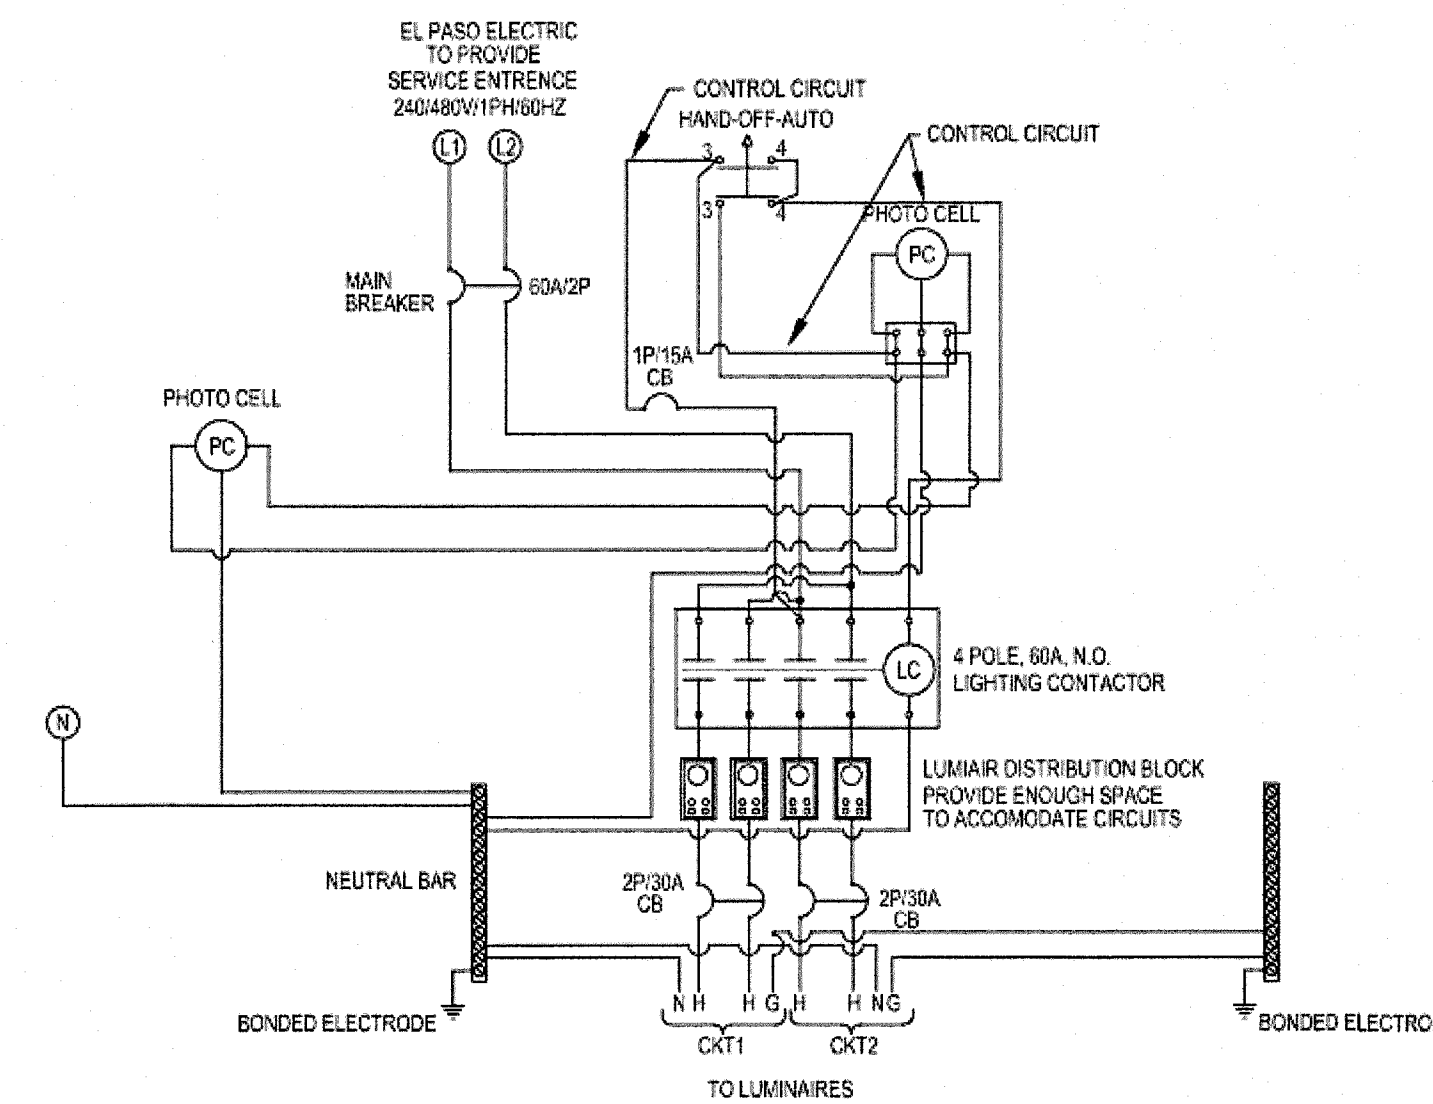 EL PASO ELECTRIC
TO PROVIDE
SERVICE ENTRENCE
240/480V/1PH/60HZ
L1
L2
CONTROL CIRCUIT
HAND-OFF-AUTO
3
4
3
4
CONTROL CIRCUIT
PHOTO CELL
PC
MAIN
BREAKER
60A/2P
1P/15A
CB
PHOTO CELL
PC
4 POLE, 60A, N.O.
LIGHTING CONTACTOR
LC
N
LUMIAIR DISTRIBUTION BLOCK
PROVIDE ENOUGH SPACE
TO ACCOMODATE CIRCUITS
NEUTRAL BAR
2P/30A
CB
2P/30A
CB
N H H G H H N G
BONDED ELECTRODE
BONDED ELECTRO
CKT1
CKT2
TO LUMINAIRES